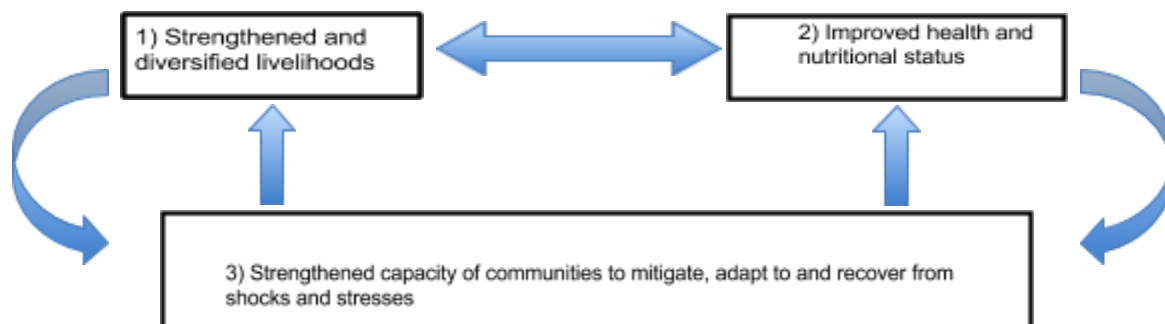 1) Strengthened and
diversified livelihoods
2) Improved health and
nutritional status
3) Strengthened capacity of communities to mitigate, adapt to and recover from
shocks and stresses